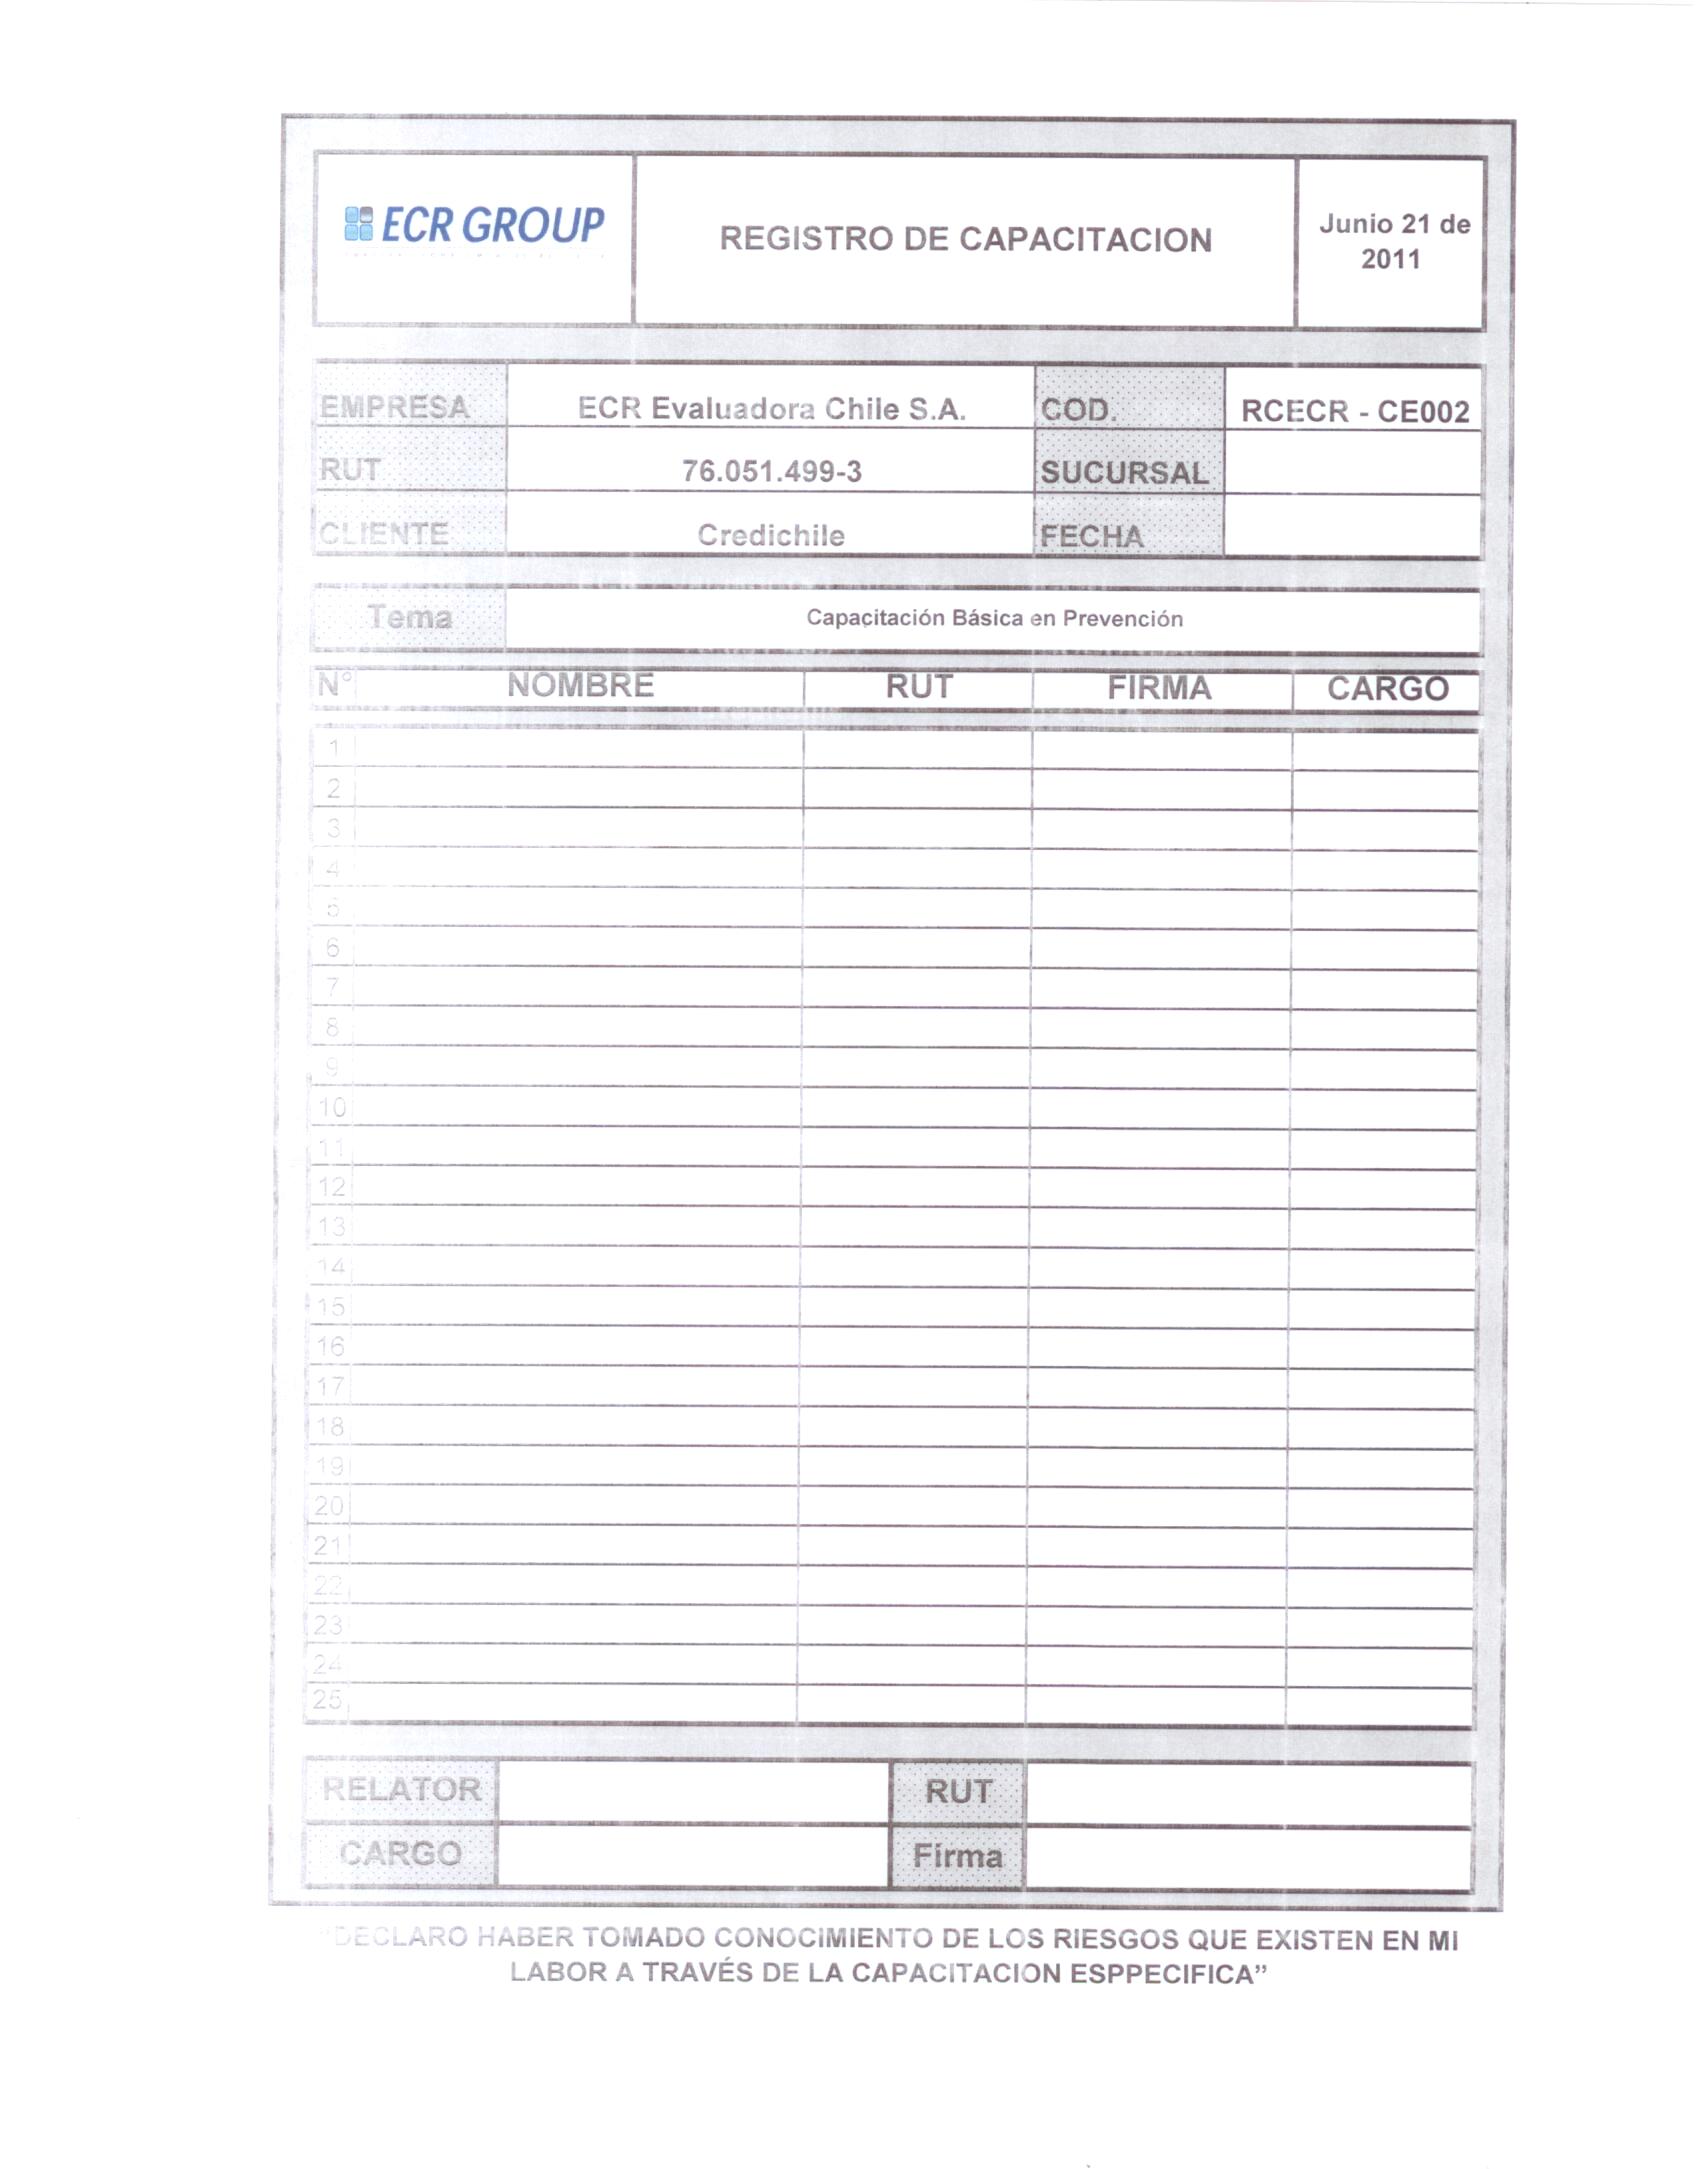 ECR GROUP
REGISTRO DE CAPACITACION
Junio 21 de
2011
EMPRESA ECR Evaluadora Chile S.A. COD. RCECR - CE002
RUT 76.051.499-3 SUCURSAL
CLIENTE Credichile FECHA
Tema Capacitación Básica en Prevención
N° NOMBRE RUT FIRMA CARGO
1
2
3
4
5
6
7
8
9
10
11
12
13
14
15
16
17
18
19
20
21
22
23
24
25
RELATOR RUT
CARGO Firma
"DECLARO HABER TOMADO CONOCIMIENTO DE LOS RIESGOS QUE EXISTEN EN MI
LABOR A TRAVÉS DE LA CAPACITACION ESPPECIFICA”